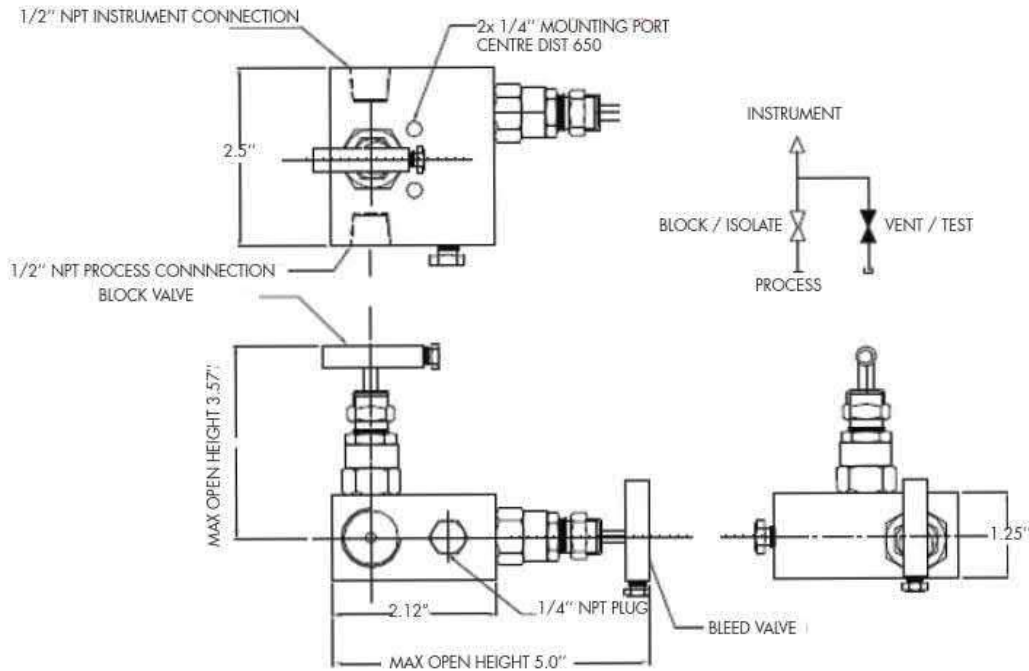 1/2" NPT INSTRUMENT CONNECTION
2x 1/4" MOUNTING PORT
CENTRE DIST 650
2.5"
INSTRUMENT
BLOCK / ISOLATE
VENT / TEST
PROCESS
1/2" NPT PROCESS CONNNECTION
BLOCK VALVE
MAX OPEN HEIGHT 3.57"
1.25"
2.12"
1/4" NPT PLUG
BLEED VALVE
MAX OPEN HEIGHT 5.0"